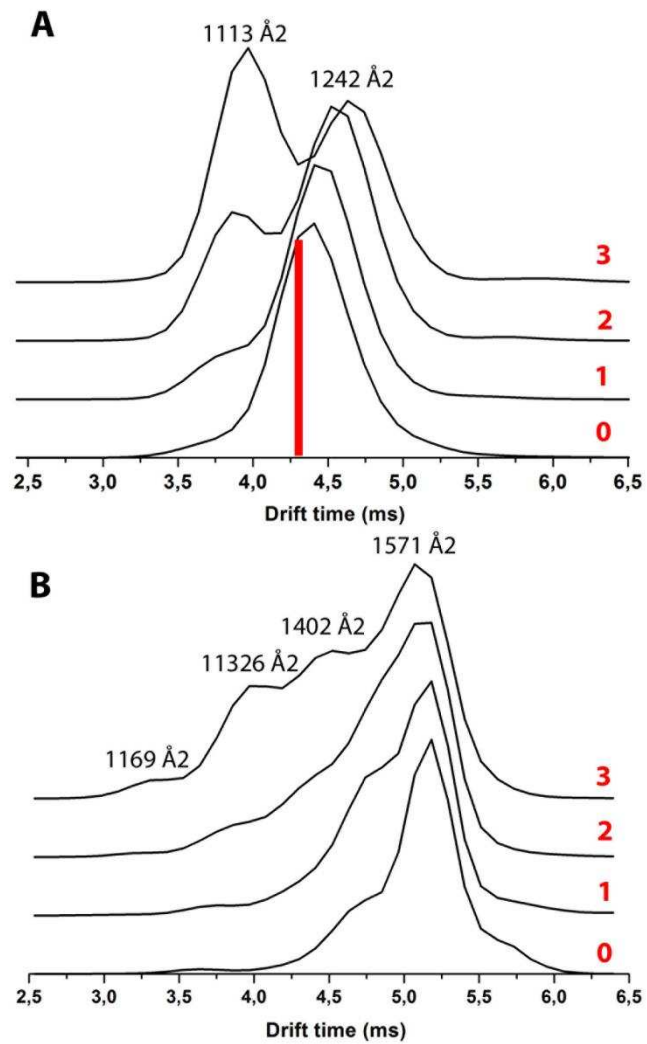 A
1113 Å2
1242 Å2
3
2
1
0
2,5 3,0 3,5 4,0 4,5 5,0 5,5 6,0 6,5
Drift time (ms)
B
1571 Å2
1402 Å2
11326 Å2
1169 Å2
3
2
1
0
2,5 3,0 3,5 4,0 4,5 5,0 5,5 6,0 6,5
Drift time (ms)